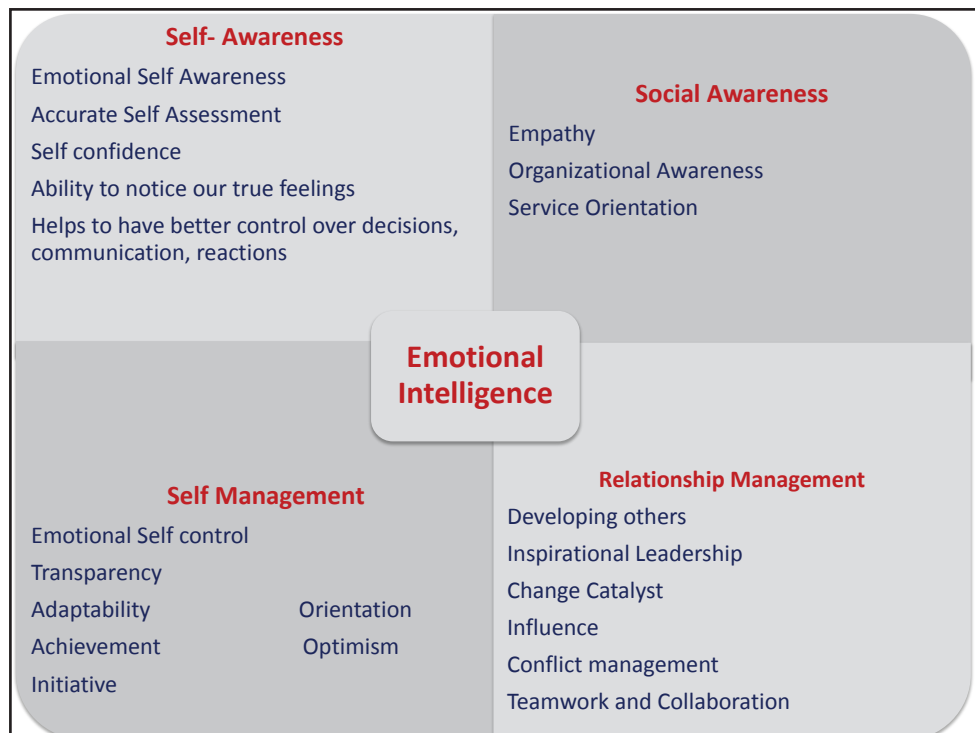 Self- Awareness
Emotional Self Awareness
Accurate Self Assessment
Self confidence
Ability to notice our true feelings
Helps to have better control over decisions,
communication, reactions
Social Awareness
Empathy
Organizational Awareness
Service Orientation
Emotional
Intelligence
Self Management
Emotional Self control
Transparency
Adaptability Orientation
Achievement Optimism
Initiative
Relationship Management
Developing others
Inspirational Leadership
Change Catalyst
Influence
Conflict management
Teamwork and Collaboration